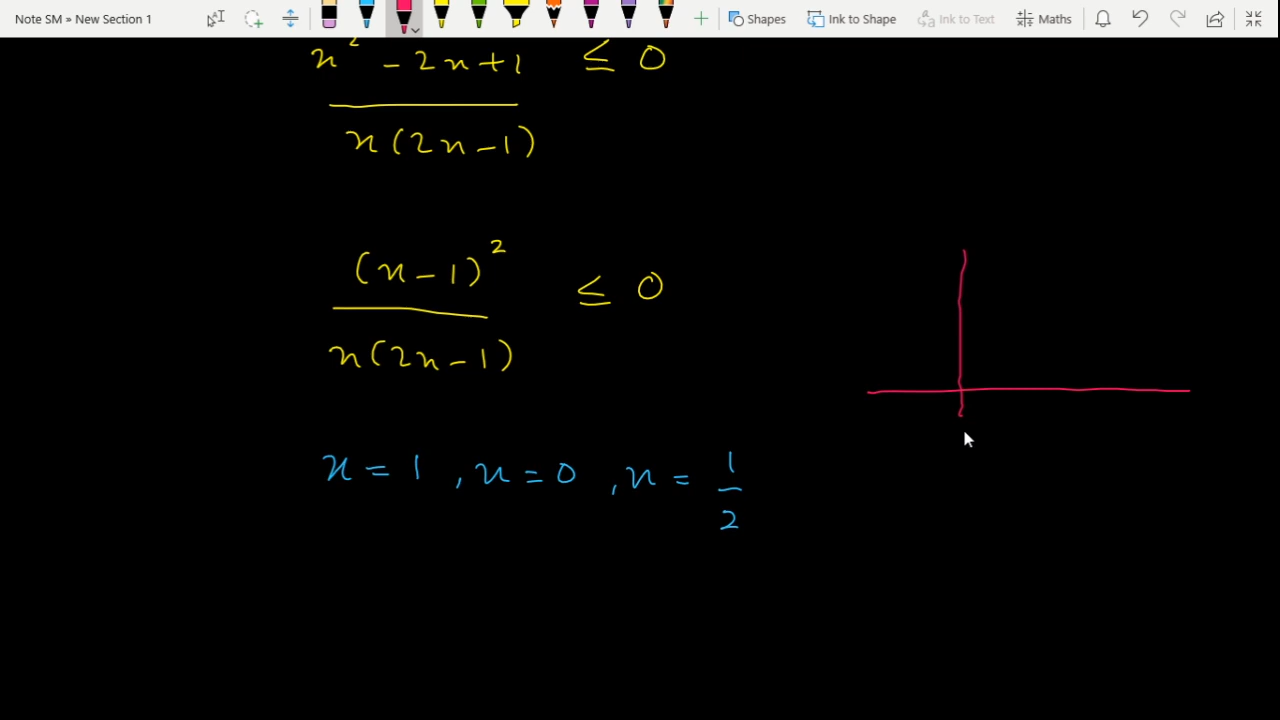 Note SM » New Section 1
Shapes Ink to Shape Ink to Text Maths
x² - 2x + 1 ≤ 0
x(2x - 1)
(x - 1)² ≤ 0
x(2x - 1)
x = 1, x = 0, x = 1
2